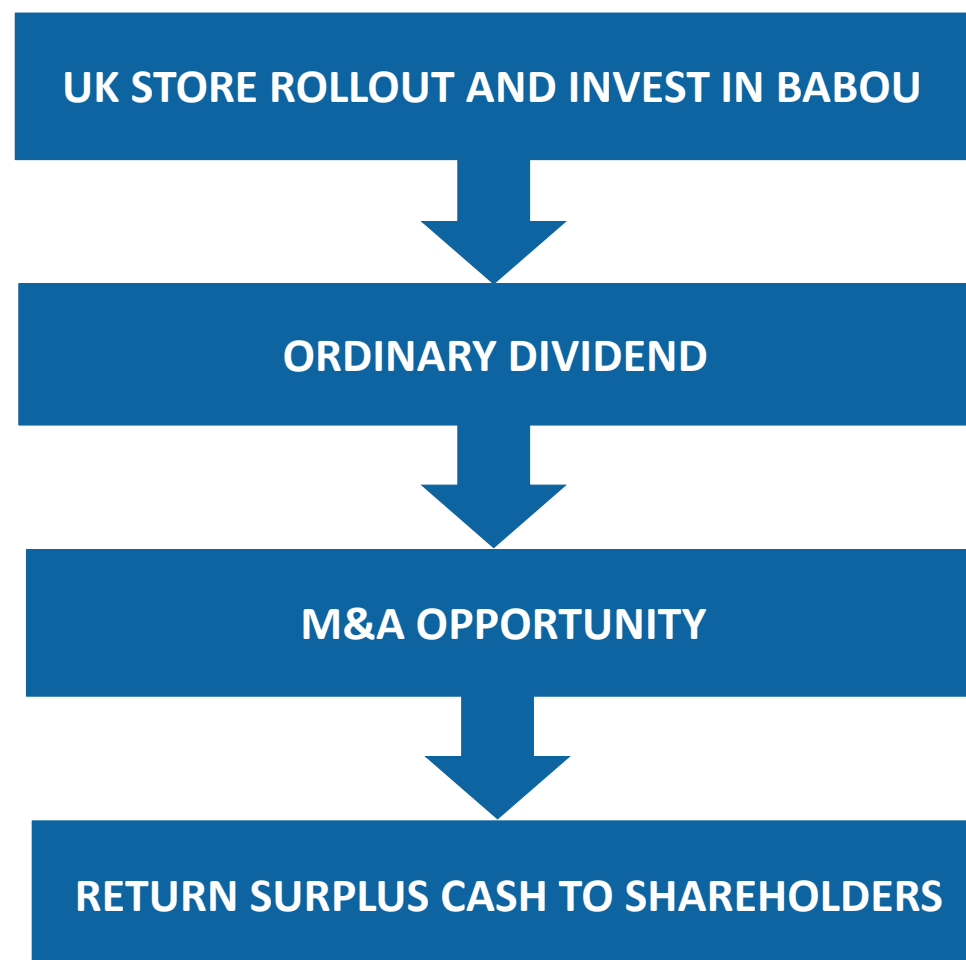 UK STORE ROLLOUT AND INVEST IN BABOU
ORDINARY DIVIDEND
M&A OPPORTUNITY
RETURN SURPLUS CASH TO SHAREHOLDERS